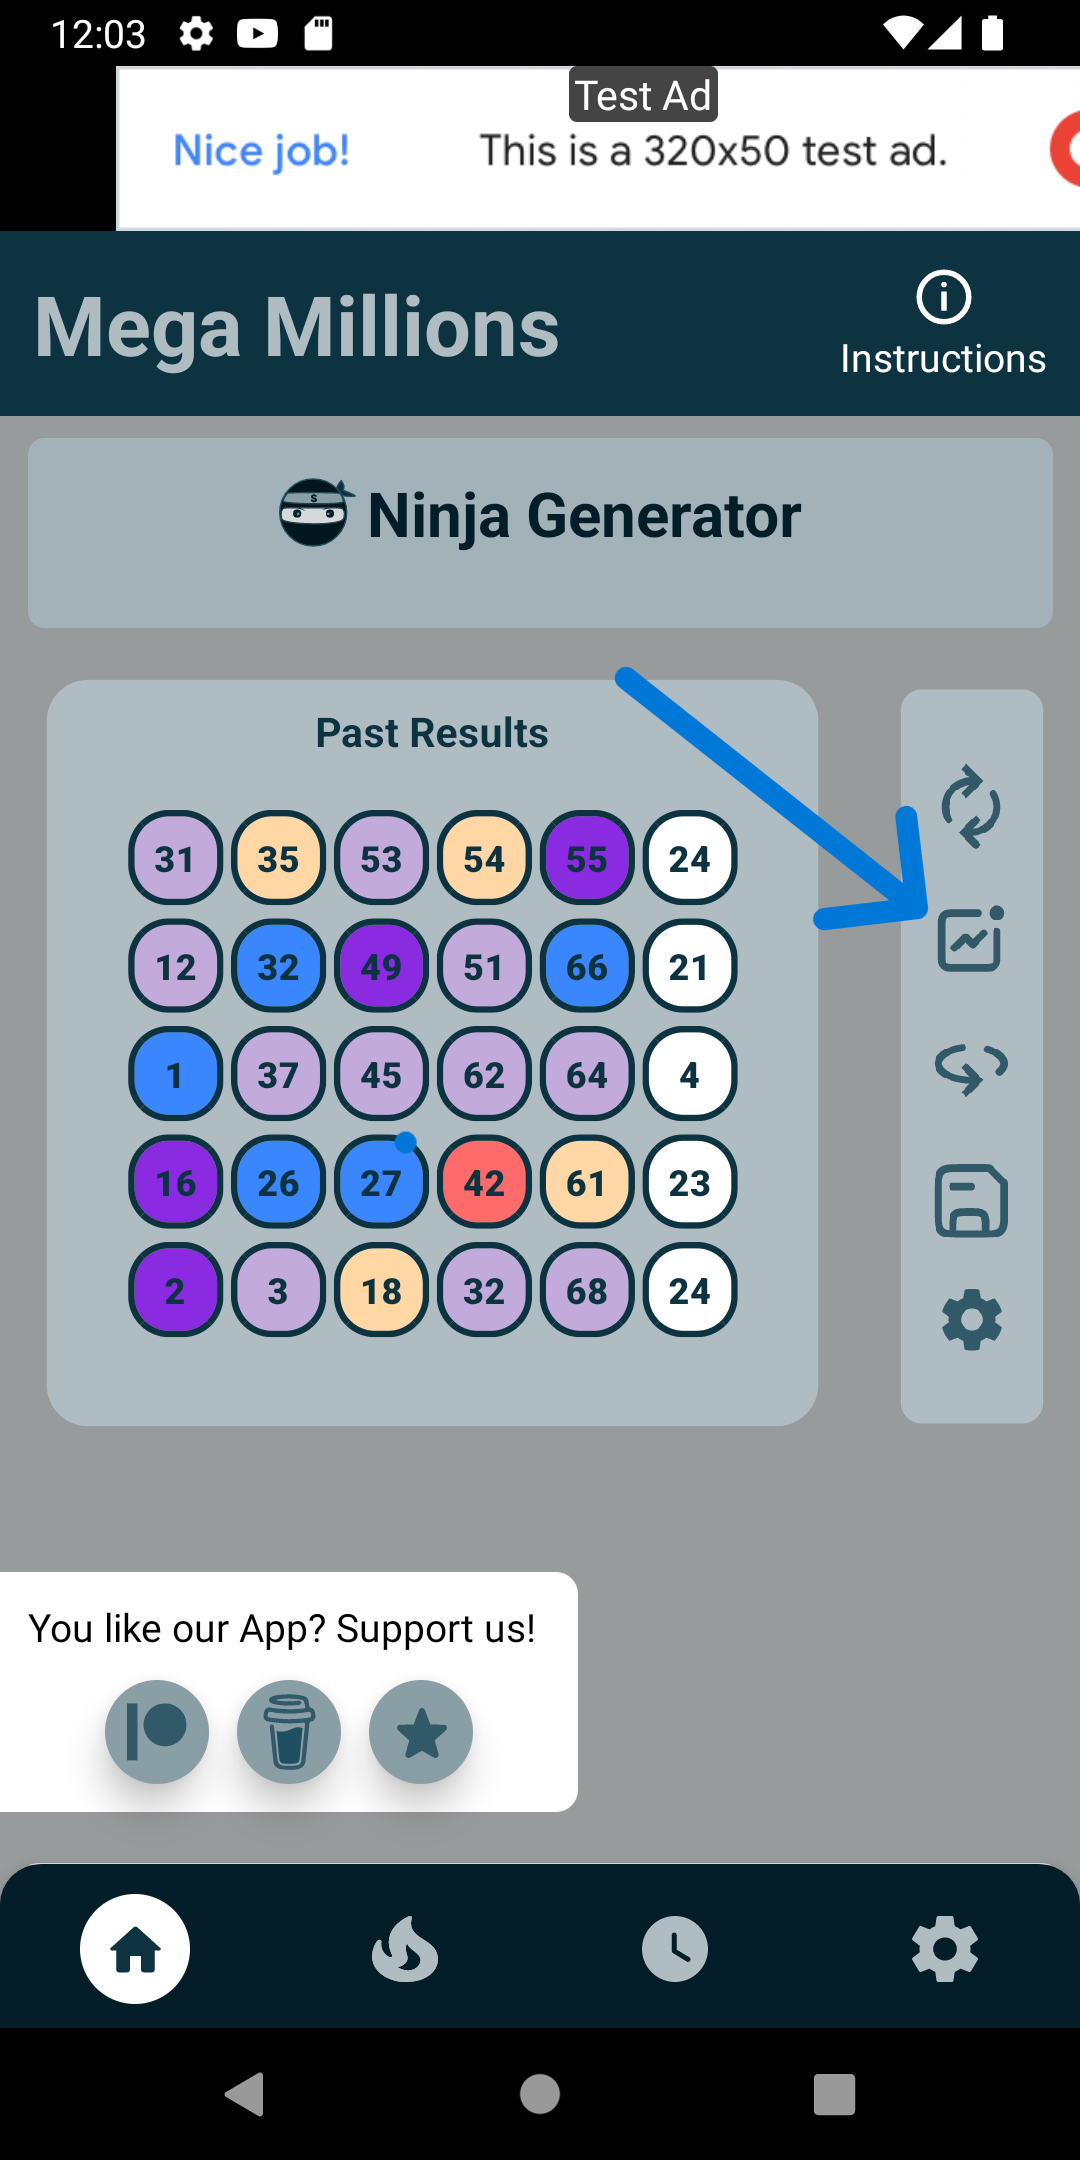 12:03
Test Ad
Nice job! This is a 320x50 test ad.
Mega Millions
Instructions
$
Ninja Generator
Past Results
31 35 53 54 55 24
12 32 49 51 66 21
1 37 45 62 64 4
16 26 27 42 61 23
2 3 18 32 68 24
You like our App? Support us!